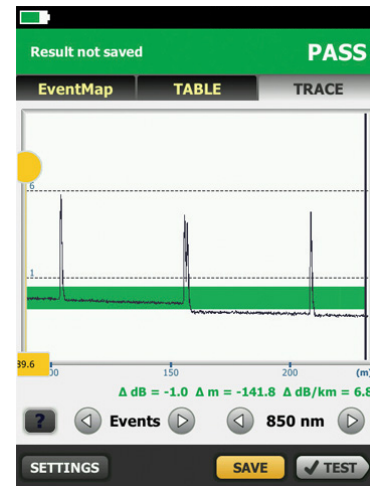 Result not saved
PASS
EventMap TABLE TRACE
6
1
39.6
00 150 200 (m)
Δ dB = -1.0 Δ m = -141.8 Δ dB/km = 6.8
? Events 850 nm
SETTINGS SAVE TEST